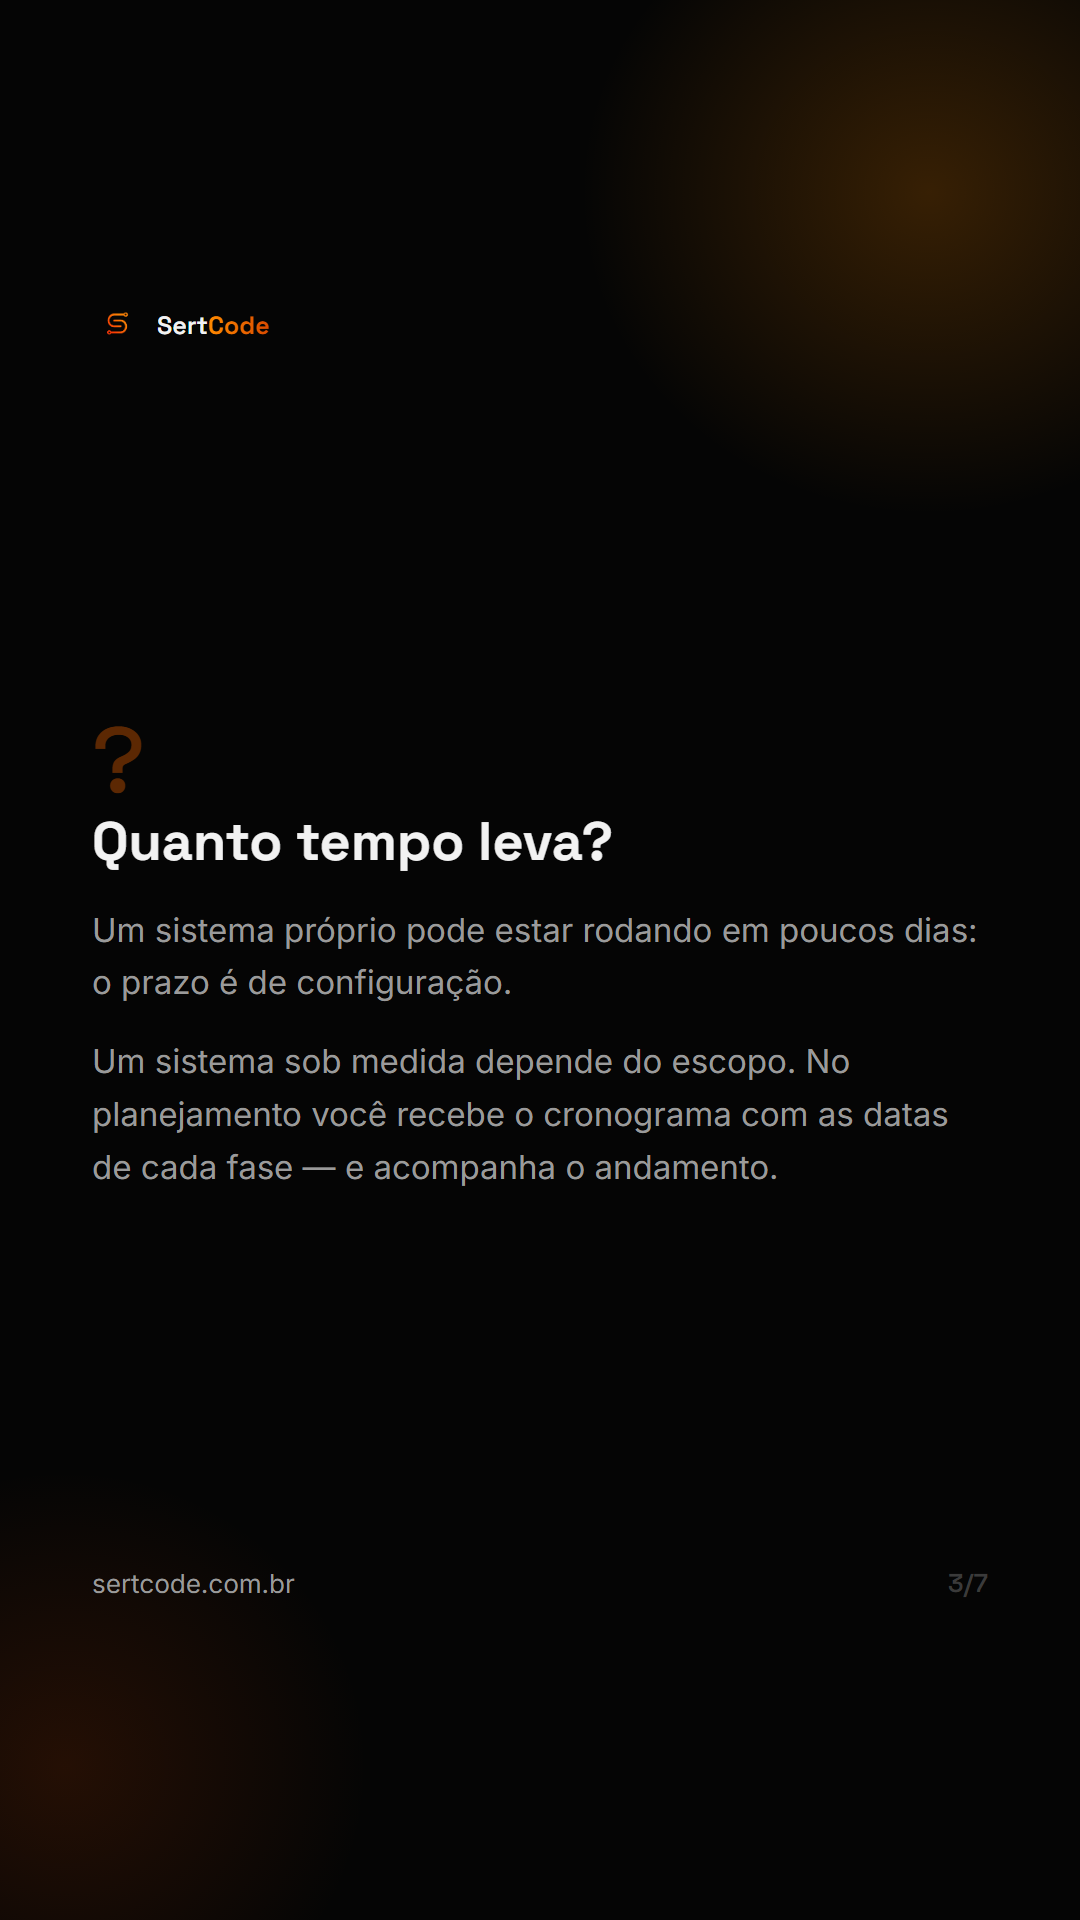 SertCode
?
Quanto tempo leva?
Um sistema próprio pode estar rodando em poucos dias:
o prazo é de configuração.
Um sistema sob medida depende do escopo. No
planejamento você recebe o cronograma com as datas
de cada fase — e acompanha o andamento.
sertcode.com.br
3/7